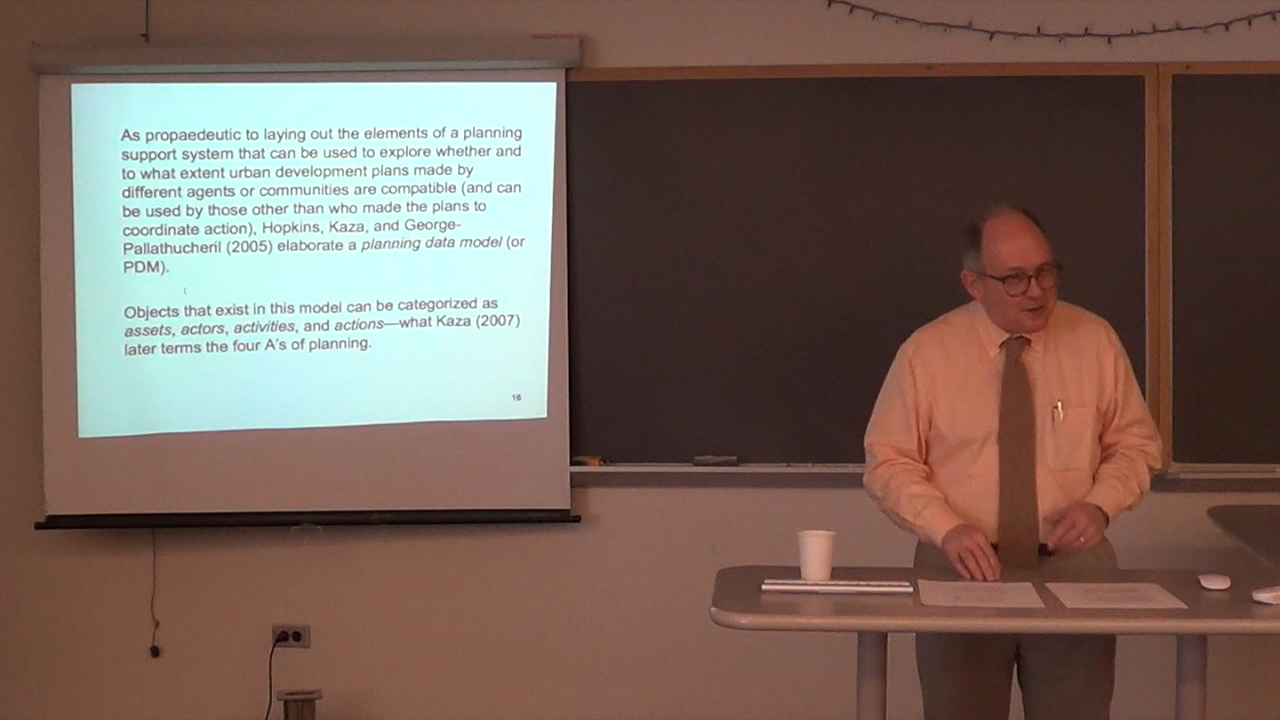 As propaedeutic to laying out the elements of a planning
support system that can be used to explore whether and
to what extent urban development plans made by
different agents or communities are compatible (and can
be used by those other than who made the plans to
coordinate action), Hopkins, Kaza, and George-
Pallathucheril (2005) elaborate a planning data model (or
PDM).
Objects that exist in this model can be categorized as
assets, actors, activities, and actions—what Kaza (2007)
later terms the four A's of planning.
16